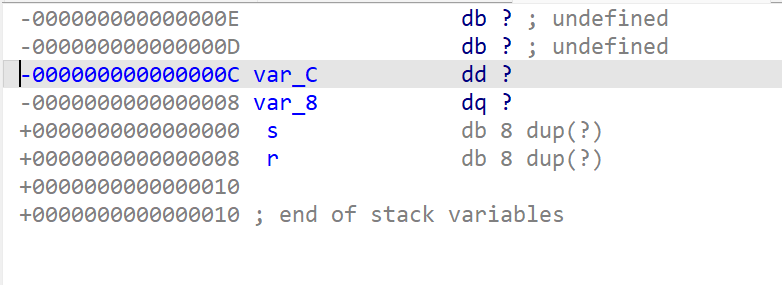 -000000000000000E db ? ; undefined
-000000000000000D db ? ; undefined
-000000000000000C var_C dd ?
-0000000000000008 var_8 dq ?
+0000000000000000 s db 8 dup(?)
+0000000000000008 r db 8 dup(?)
+0000000000000010
+0000000000000010 ; end of stack variables